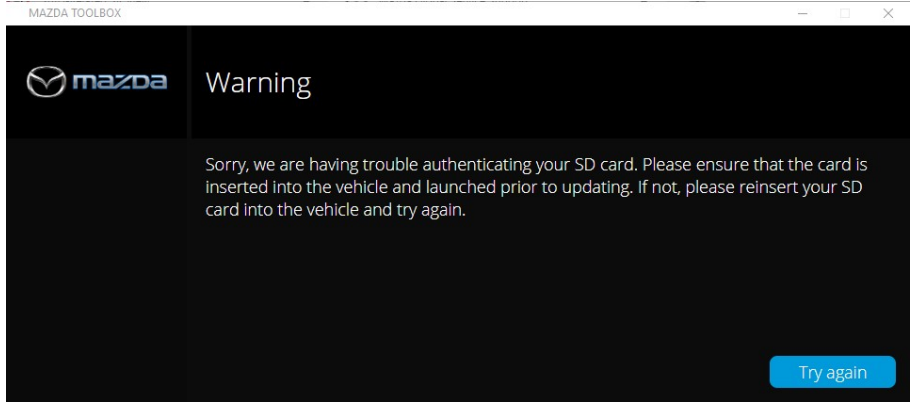 MAZDA TOOLBOX
mazda
Warning
Sorry, we are having trouble authenticating your SD card. Please ensure that the card is
inserted into the vehicle and launched prior to updating. If not, please reinsert your SD
card into the vehicle and try again.
Try again